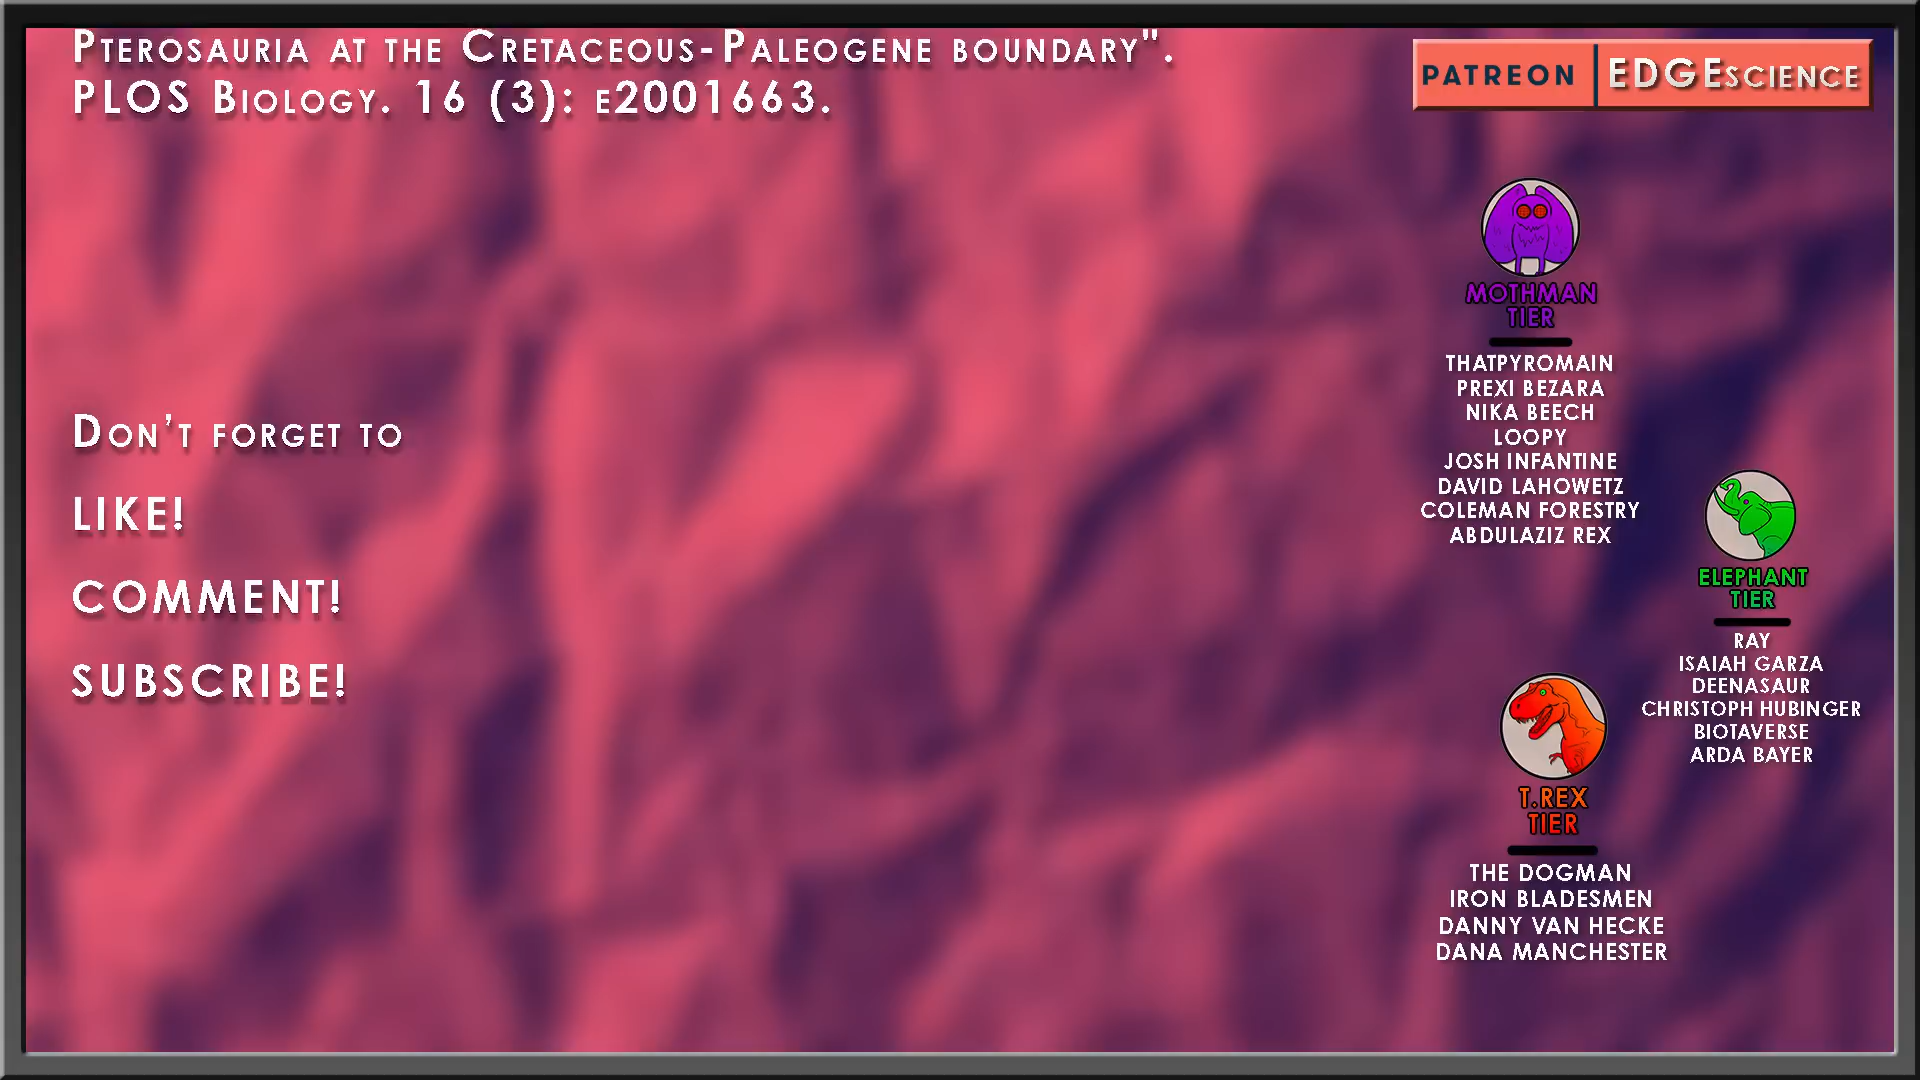 Pterosauria at the Cretaceous-Paleogene boundary".
PLOS Biology. 16 (3): e2001663.
Don't forget to
LIKE!
COMMENT!
SUBSCRIBE!
PATREON EDGEscience
MOTHMAN
TIER
THATPYROMAIN
PREXI BEZARA
NIKA BEECH
LOOPY
JOSH INFANTINE
DAVID LAHOWETZ
COLEMAN FORESTRY
ABDULAZIZ REX
ELEPHANT
TIER
RAY
ISAIAH GARZA
DEENASAUR
CHRISTOPH HUBINGER
BIOTAVERSE
ARDA BAYER
T.REX
TIER
THE DOGMAN
IRON BLADESMEN
DANNY VAN HECKE
DANA MANCHESTER